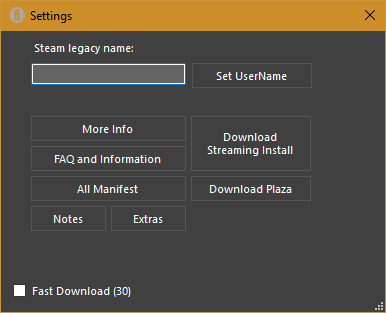 Settings
Steam legacy name:
Set UserName
More Info
Download
Streaming Install
FAQ and Information
All Manifest
Download Plaza
Notes
Extras
Fast Download (30)